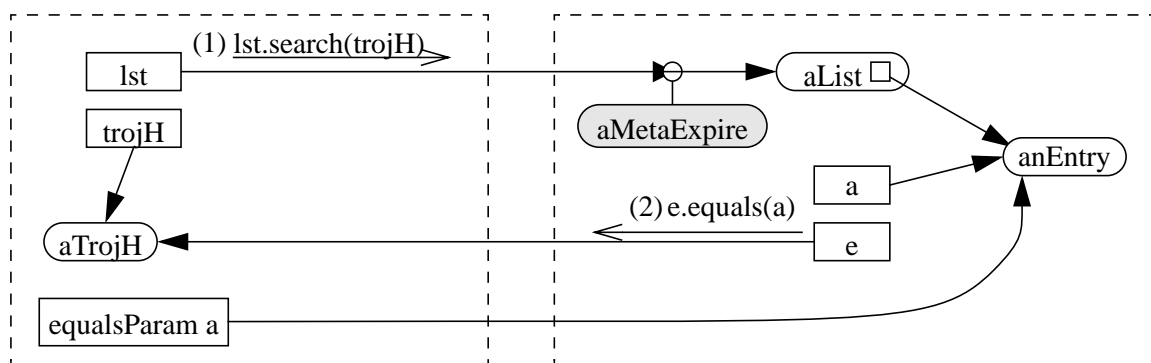 (1) lst.search(trojH)
lst
aList
trojH
aMetaExpire
anEntry
a
(2) e.equals(a)
aTrojH
e
equalsParam a